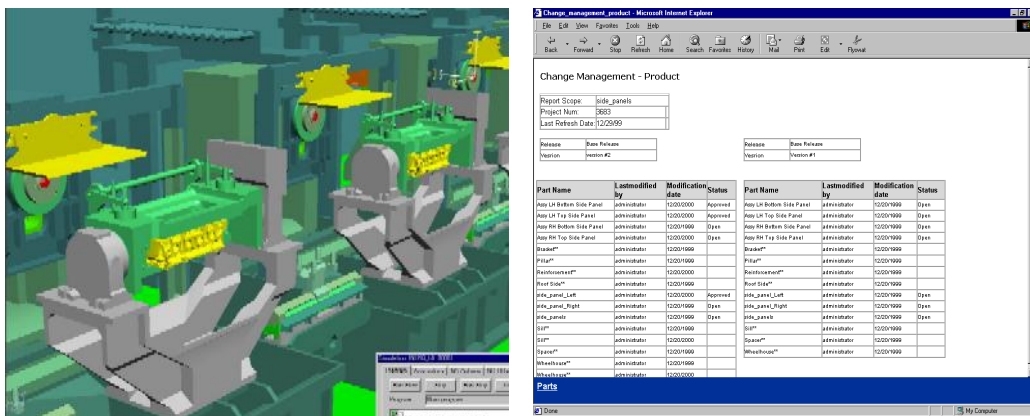 Main program
Change_management_product - Microsoft Internet Explorer
File Edit View Favorites Tools Help
Back Forward Stop Refresh Home Search Favorites History Mail Print Edit Flyswat
Change Management - Product
Report Scope: side_panels
Project Num: 3683
Last Refresh Date: 12/29/99
Release Base Release
Version version #2
Release Base Release
Version Version #1
Part Name Lastmodified by Modification date Status
Assy LH Bottom Side Panel administrator 12/20/2000 Approved
Assy LH Top Side Panel administrator 12/20/2000 Approved
Assy RH Bottom Side Panel administrator 12/20/1999 Open
Assy RH Top Side Panel administrator 12/20/2000 Open
Bracket** administrator 12/20/1999
Pillar** administrator 12/20/1999
Reinforcement** administrator 12/20/2000
Roof Side** administrator 12/20/1999
side_panel_Left administrator 12/20/2000 Approved
side_panel_Right administrator 12/20/1999 Open
side_panels administrator 12/20/1999 Open
Sill** administrator 12/20/1999
Sill** administrator 12/20/2000
Spacer** administrator 12/20/1999
Wheelhouse** administrator 12/20/1999
Wheelhouse** administrator 12/20/2000
Part Name Lastmodified by Modification date Status
Assy LH Bottom Side Panel administrator 12/20/1999 Open
Assy LH Top Side Panel administrator 12/20/1999 Open
Assy RH Bottom Side Panel administrator 12/20/1999 Open
Assy RH Top Side Panel administrator 12/20/1999 Open
Bracket** administrator 12/20/1999
Pillar** administrator 12/20/1999
Reinforcement** administrator 12/20/1999
Roof Side** administrator 12/20/1999
side_panel_Left administrator 12/20/1999 Open
side_panel_Right administrator 12/20/1999 Open
side_panels administrator 12/20/1999 Open
Sill** administrator 12/20/1999
Spacer** administrator 12/20/1999
Wheelhouse** administrator 12/20/1999
Parts
Done My Computer